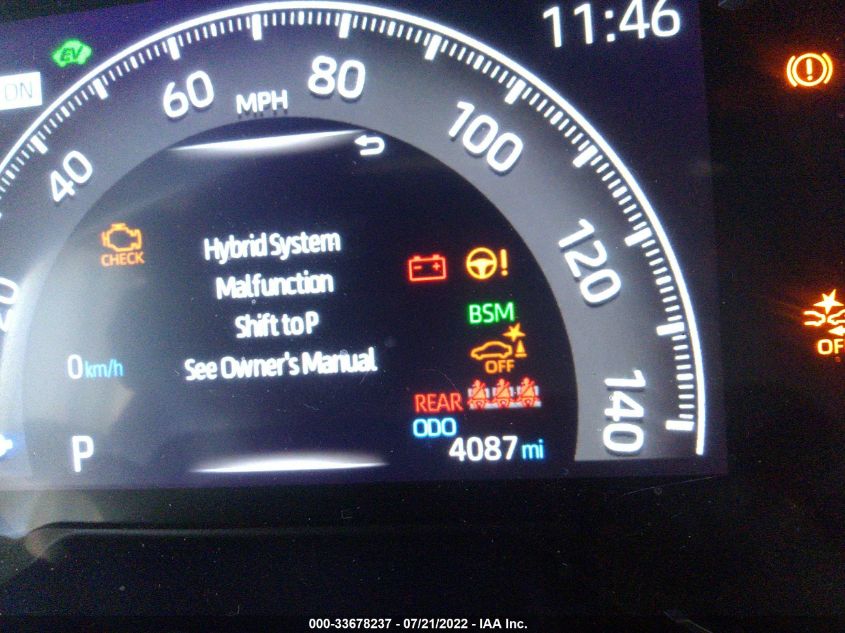 11:46
EV
80
60
MPH
100
40
CHECK
Hybrid System
Malfunction
Shift to P
See Owner's Manual
120
BSM
OFF
OFF
0 km/h
140
REAR
ODO
4087 mi
P
000-33678237 - 07/21/2022 - IAA Inc.